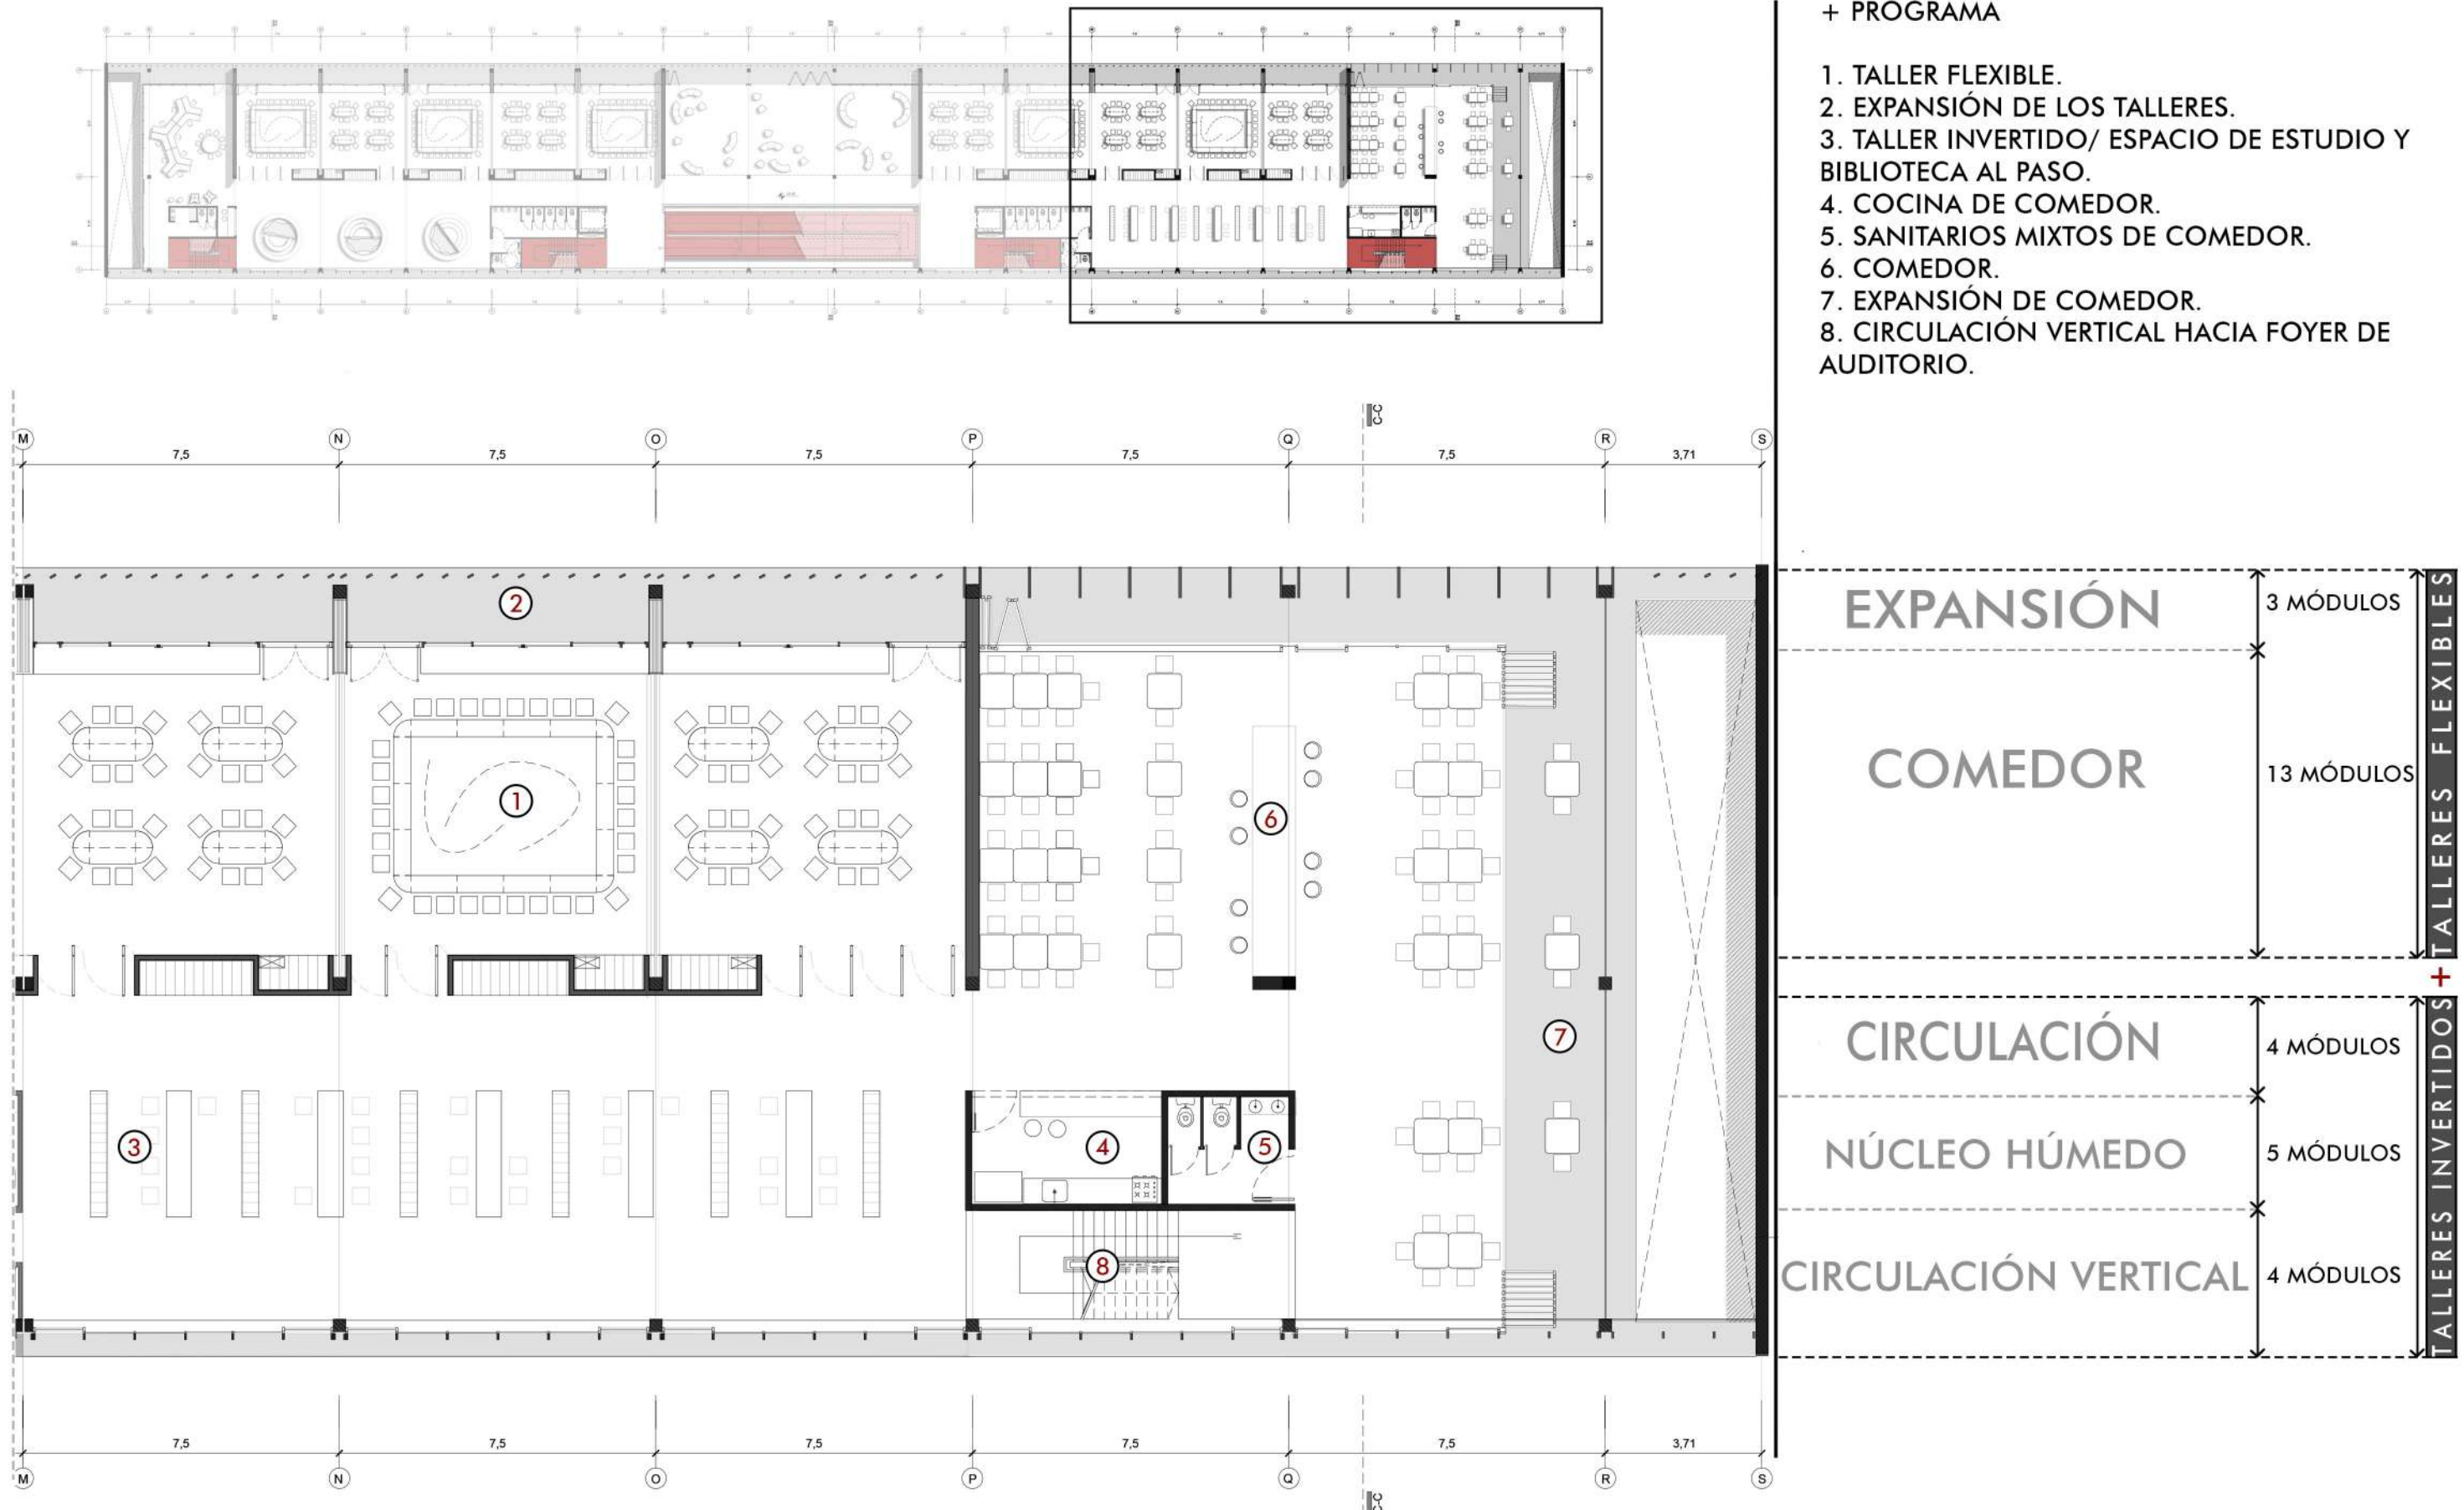 + PROGRAMA
1. TALLER FLEXIBLE.
2. EXPANSIÓN DE LOS TALLERES.
3. TALLER INVERTIDO/ ESPACIO DE ESTUDIO Y
BIBLIOTECA AL PASO.
4. COCINA DE COMEDOR.
5. SANITARIOS MIXTOS DE COMEDOR.
6. COMEDOR.
7. EXPANSIÓN DE COMEDOR.
8. CIRCULACIÓN VERTICAL HACIA FOYER DE
AUDITORIO.
C-C
M N O P Q R S
7,5 7,5 7,5 7,5 7,5 3,71
2
1
6
7
3
4
5
8
7,5 7,5 7,5 7,5 7,5 3,71
M N O P Q R S
C-C
EXPANSIÓN
3 MÓDULOS
COMEDOR
13 MÓDULOS
TALLERES FLEXIBLES
+
CIRCULACIÓN
4 MÓDULOS
NÚCLEO HÚMEDO
5 MÓDULOS
CIRCULACIÓN VERTICAL
4 MÓDULOS
TALLERES INVERTIDOS